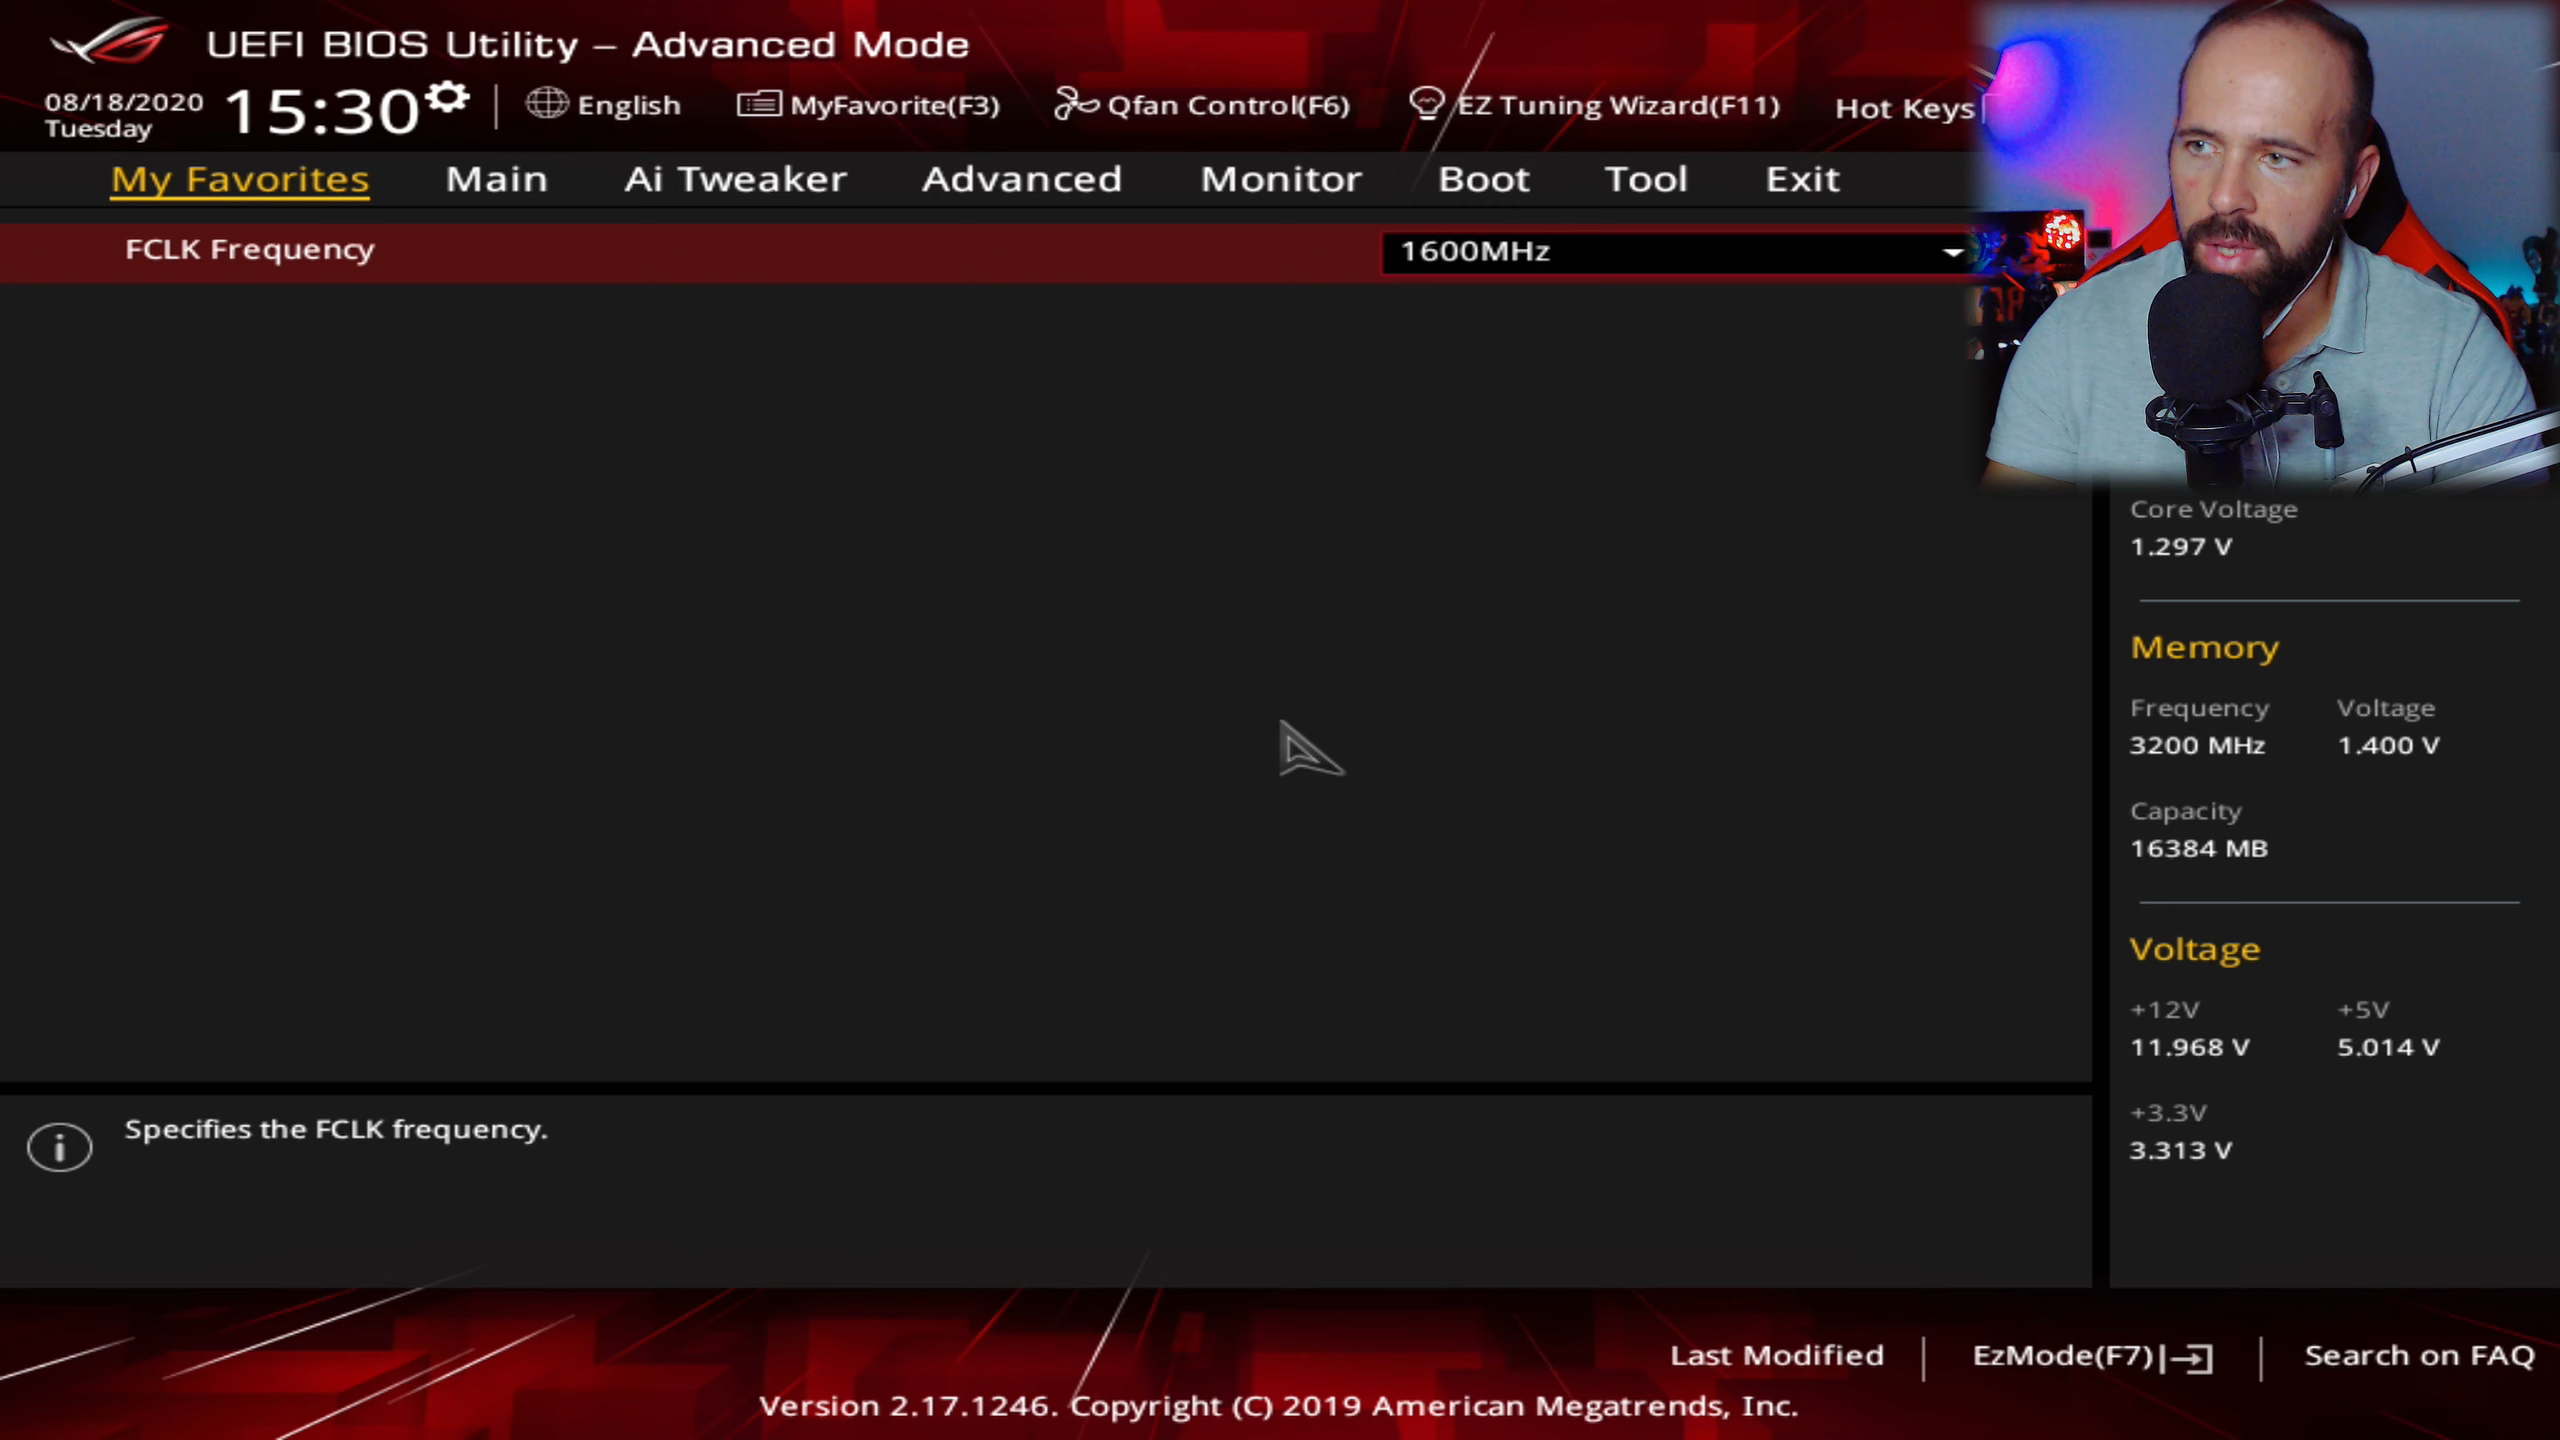 UEFI BIOS Utility – Advanced Mode
08/18/2020
Tuesday
15:30
English
MyFavorite(F3)
Qfan Control(F6)
EZ Tuning Wizard(F11)
Hot Keys
My Favorites
Main
Ai Tweaker
Advanced
Monitor
Boot
Tool
Exit
FCLK Frequency
1600MHz
Core Voltage
1.297 V
Memory
Frequency
Voltage
3200 MHz
1.400 V
Capacity
16384 MB
Voltage
+12V
+5V
11.968 V
5.014 V
+3.3V
3.313 V
Specifies the FCLK frequency.
Last Modified
EzMode(F7)
Search on FAQ
Version 2.17.1246. Copyright (C) 2019 American Megatrends, Inc.